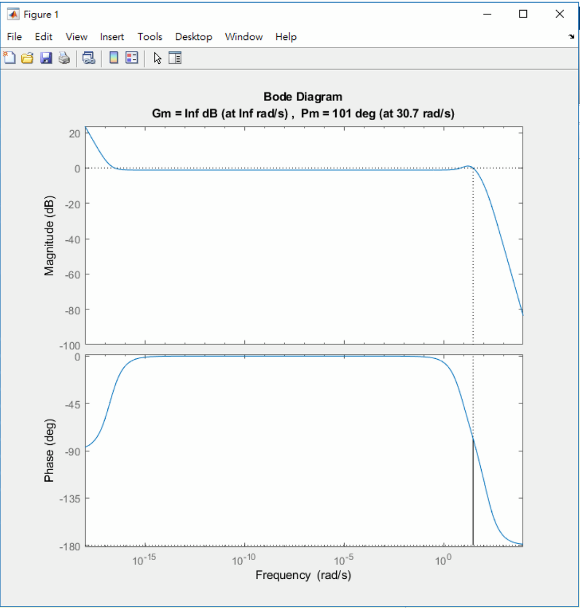 Figure 1
File Edit View Insert Tools Desktop Window Help
Bode Diagram
Gm = Inf dB (at Inf rad/s) , Pm = 101 deg (at 30.7 rad/s)
20
0
-20
-40
-60
-80
-100
Magnitude (dB)
0
-45
-90
-135
-180
Phase (deg)
10^-15 10^-10 10^-5 10^0
Frequency (rad/s)